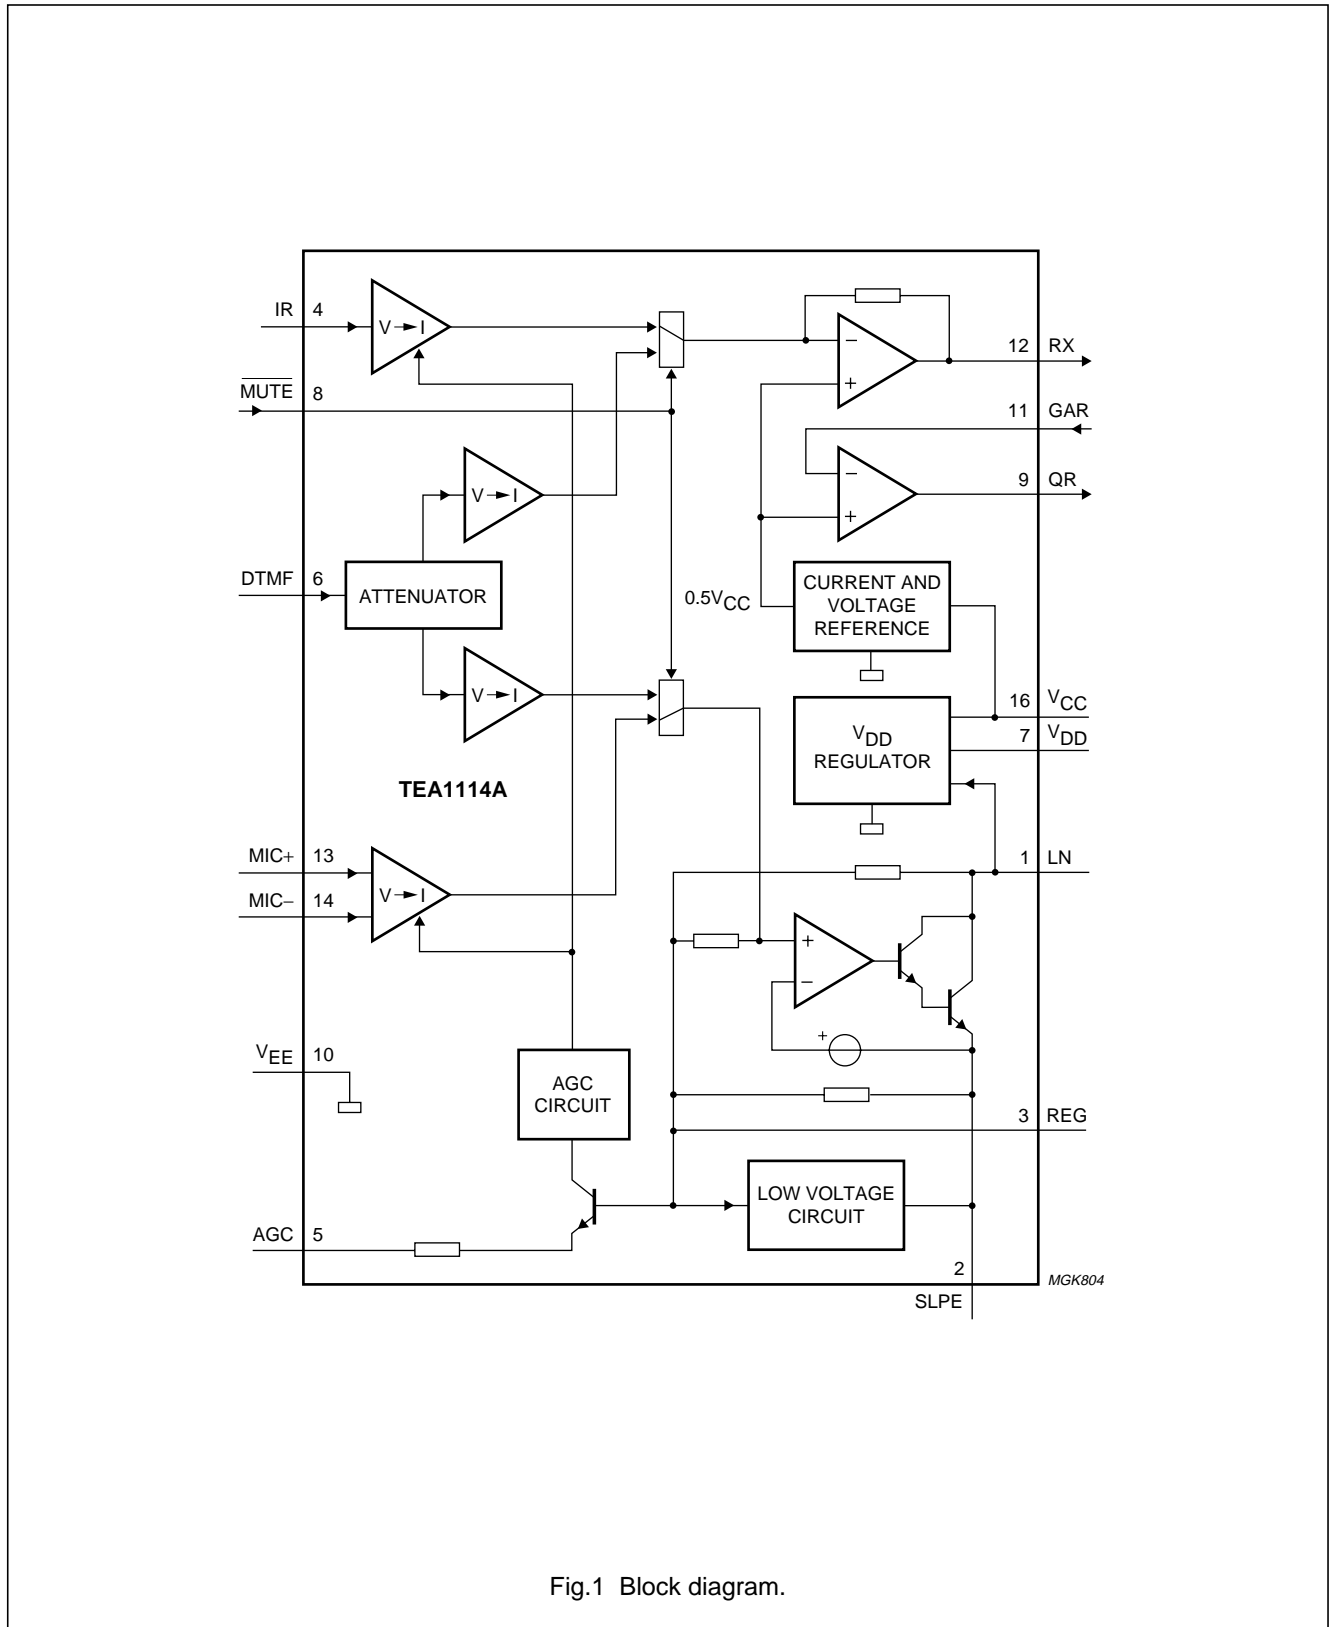 IR 4
V I
MUTE 8
V I
DTMF 6
ATTENUATOR
V I
TEA1114A
MIC+ 13
MIC− 14
V I
VEE 10
AGC
CIRCUIT
AGC 5
−
+
12 RX
11 GAR
−
+
9 QR
0.5VCC
CURRENT AND
VOLTAGE
REFERENCE
16 VCC
7 VDD
VDD
REGULATOR
1 LN
+
−
+
3 REG
LOW VOLTAGE
CIRCUIT
2
SLPE
MGK804
Fig.1 Block diagram.